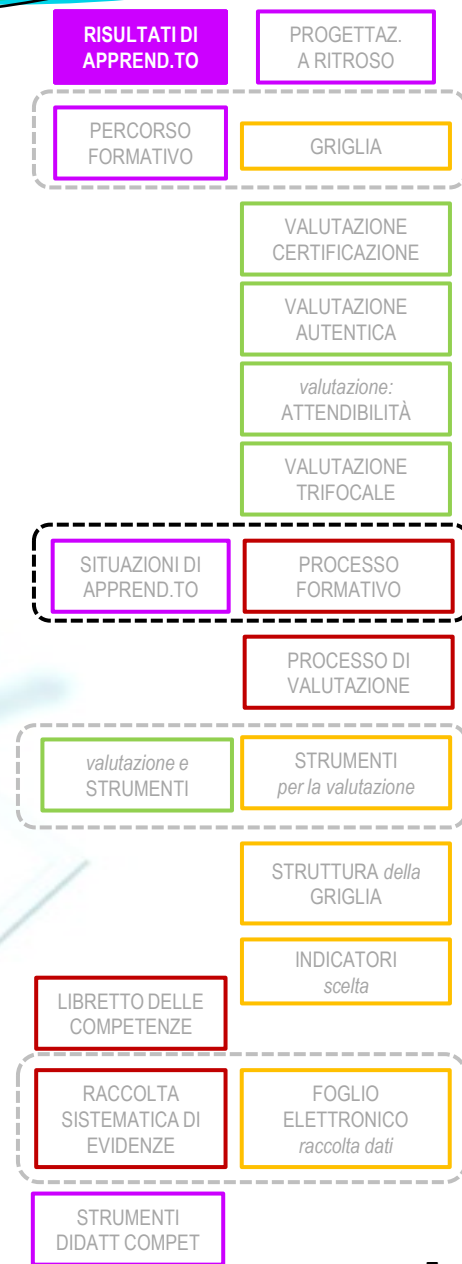 RISULTATI DI
APPREND.TO
PROGETTAZ.
A RITROSO
PERCORSO
FORMATIVO
GRIGLIA
VALUTAZIONE
CERTIFICAZIONE
VALUTAZIONE
AUTENTICA
valutazione:
ATTENDIBILITÀ
VALUTAZIONE
TRIFOCALE
SITUAZIONI DI
APPREND.TO
PROCESSO
FORMATIVO
PROCESSO DI
VALUTAZIONE
valutazione e
STRUMENTI
STRUMENTI
per la valutazione
STRUTTURA della
GRIGLIA
INDICATORI
scelta
LIBRETTO DELLE
COMPETENZE
RACCOLTA
SISTEMATICA DI
EVIDENZE
FOGLIO
ELETTRONICO
raccolta dati
STRUMENTI
DIDATT COMPET